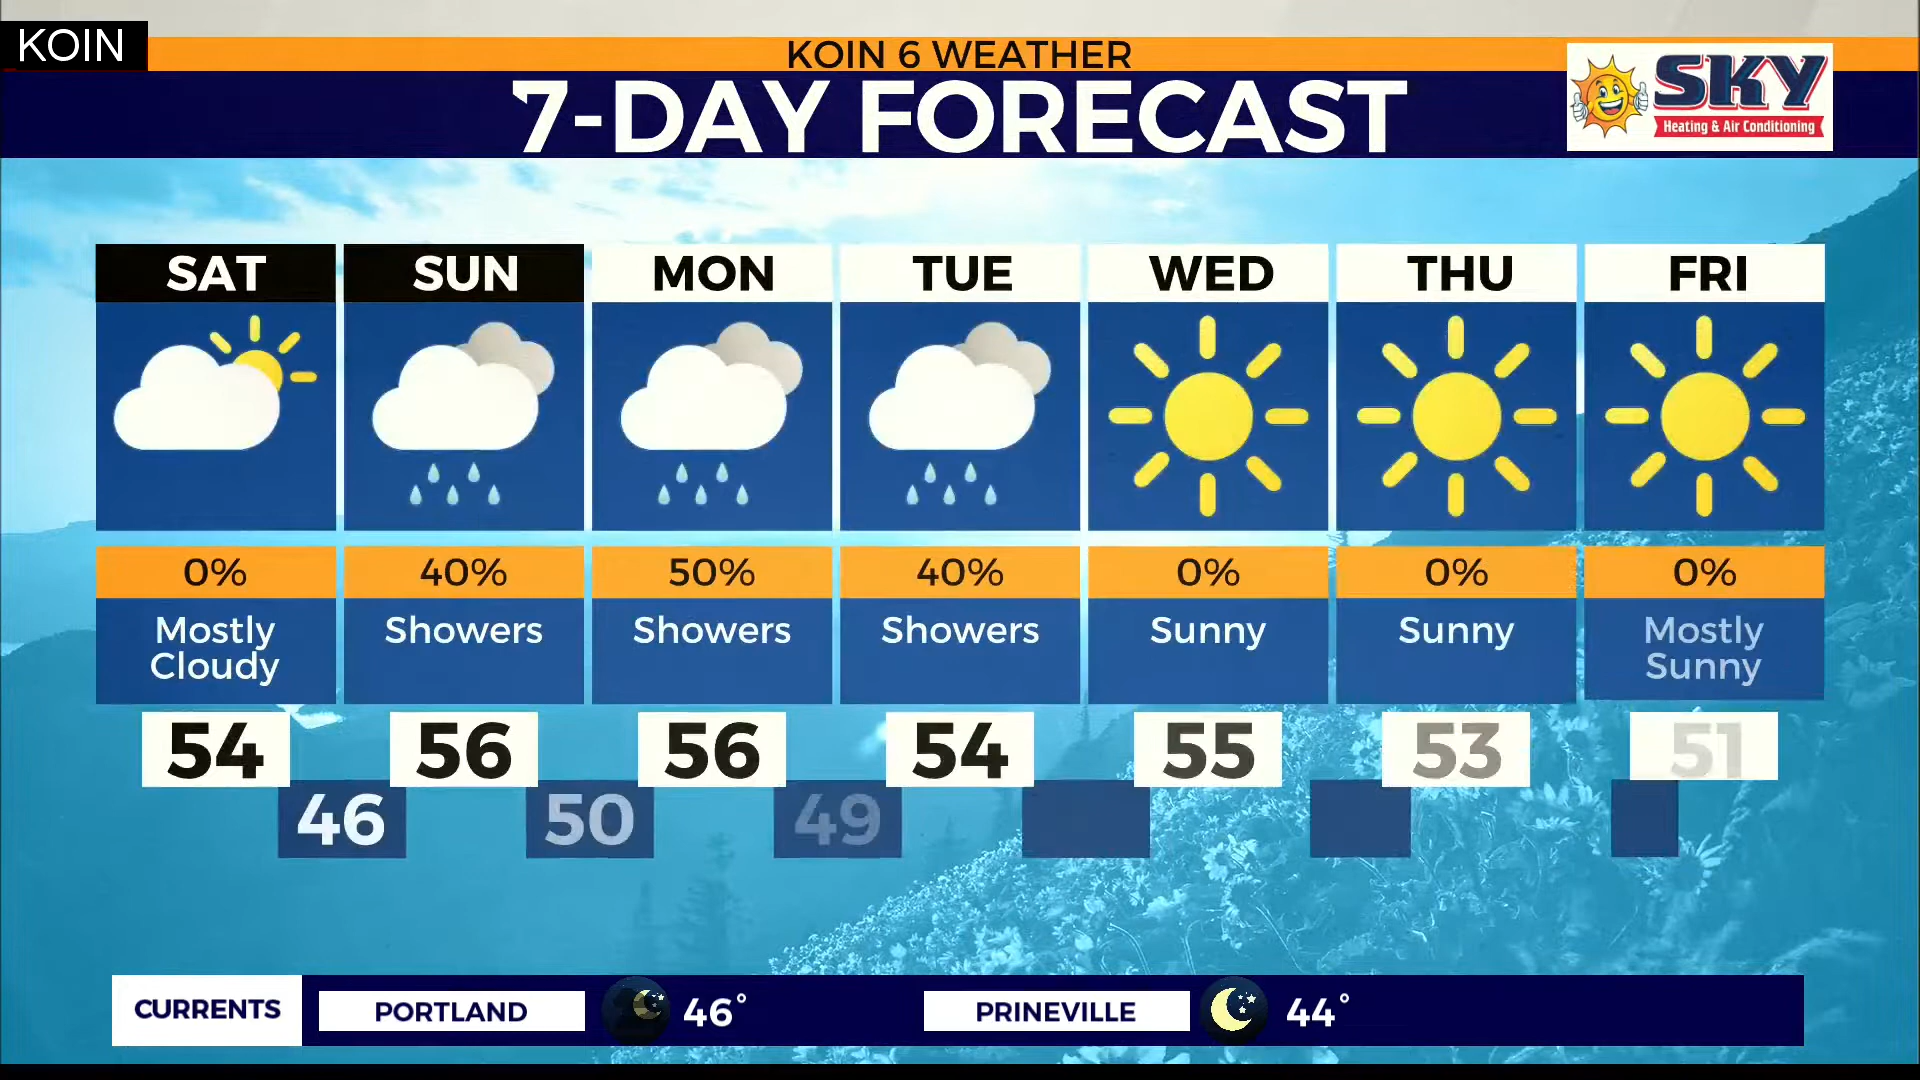 KOIN
KOIN 6 WEATHER
7-DAY FORECAST
SKY
Heating & Air Conditioning
SAT SUN MON TUE WED THU FRI
0% 40% 50% 40% 0% 0% 0%
Mostly Cloudy Showers Showers Showers Sunny Sunny Mostly Sunny
54 56 56 54 55 53 51
46 50 49
CURRENTS PORTLAND 46° PRINEVILLE 44°